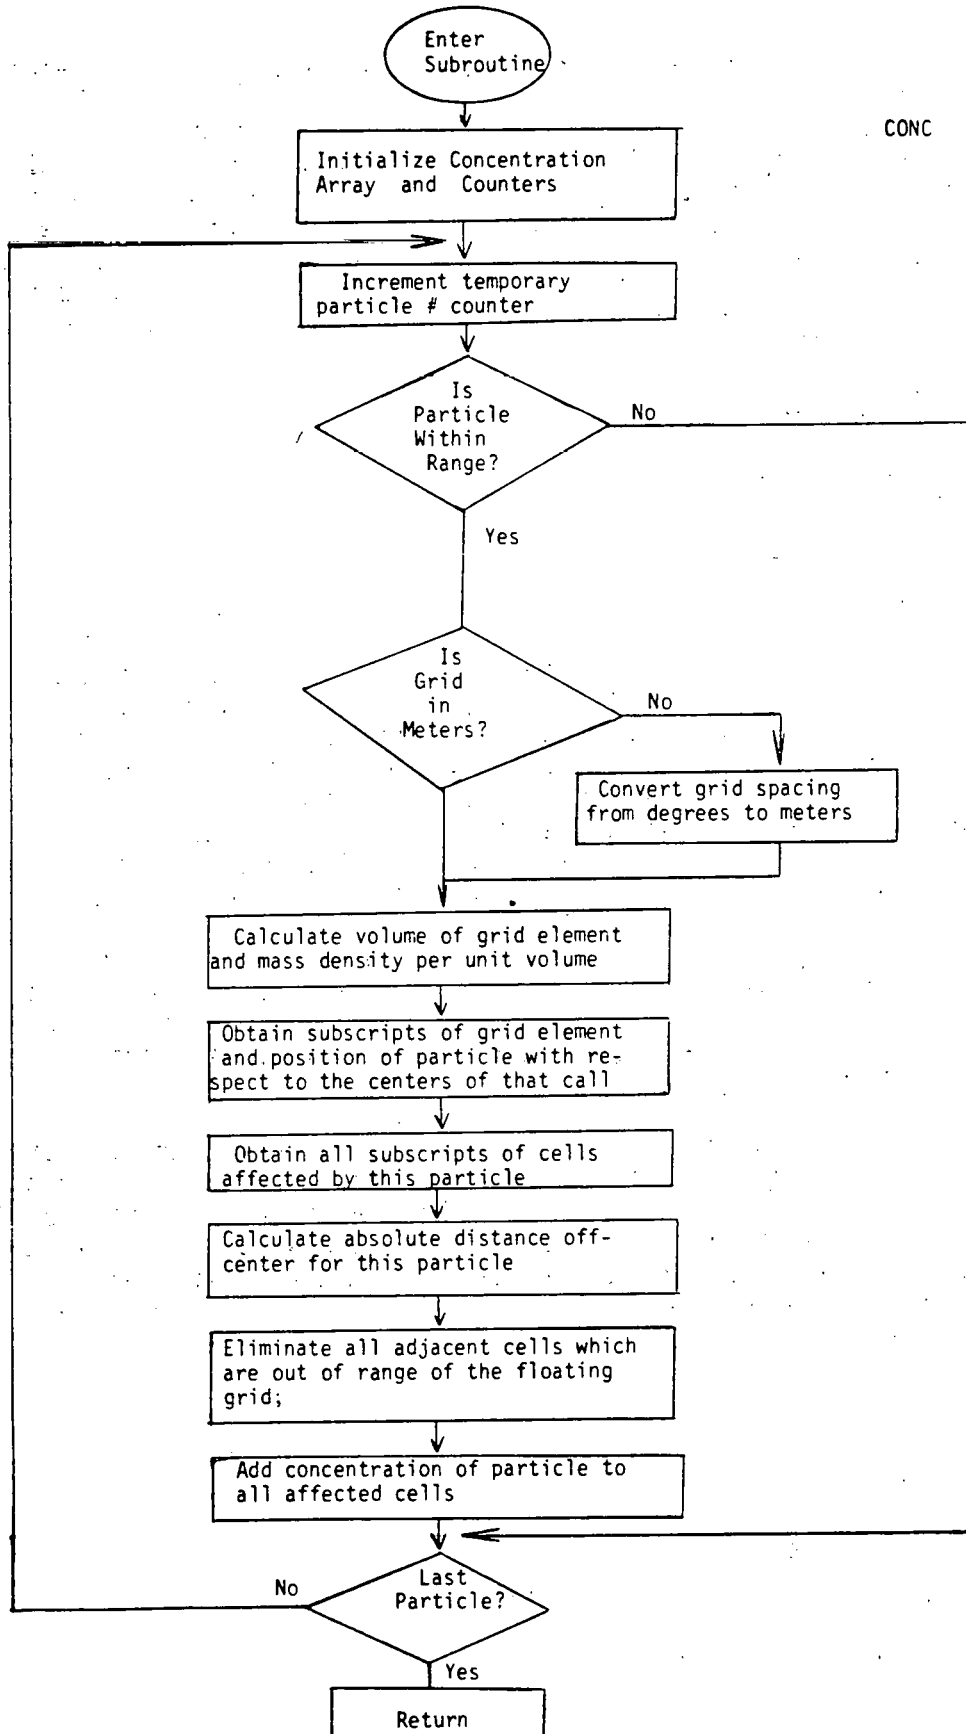 Enter
Subroutine
CONC
Initialize Concentration
Array and Counters
Increment temporary
particle # counter
Is
Particle
Within
Range?
No
Yes
Is
Grid
in
Meters?
No
Convert grid spacing
from degrees to meters
Calculate volume of grid element
and mass density per unit volume
Obtain subscripts of grid element
and position of particle with re-
spect to the centers of that call
Obtain all subscripts of cells
affected by this particle
Calculate absolute distance off-
center for this particle
Eliminate all adjacent cells which
are out of range of the floating
grid;
Add concentration of particle to
all affected cells
Last
Particle?
No
Yes
Return